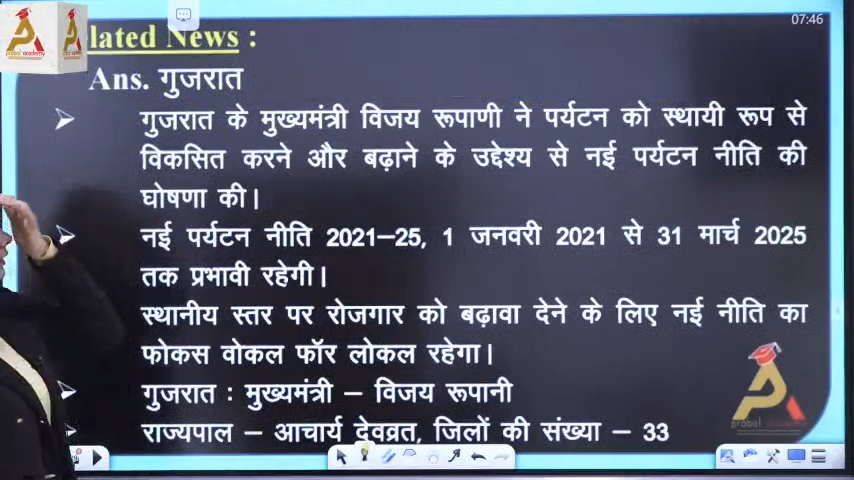 07:46
lated News :
Ans. गुजरात
गुजरात के मुख्यमंत्री विजय रूपाणी ने पर्यटन को स्थायी रूप से
विकसित करने और बढ़ाने के उद्देश्य से नई पर्यटन नीति की
घोषणा की।
नई पर्यटन नीति 2021–25, 1 जनवरी 2021 से 31 मार्च 2025
तक प्रभावी रहेगी।
स्थानीय स्तर पर रोजगार को बढ़ावा देने के लिए नई नीति का
फोकस वोकल फॉर लोकल रहेगा।
गुजरात : मुख्यमंत्री – विजय रूपानी
राज्यपाल – आचार्य देवव्रत, जिलों की संख्या – 33